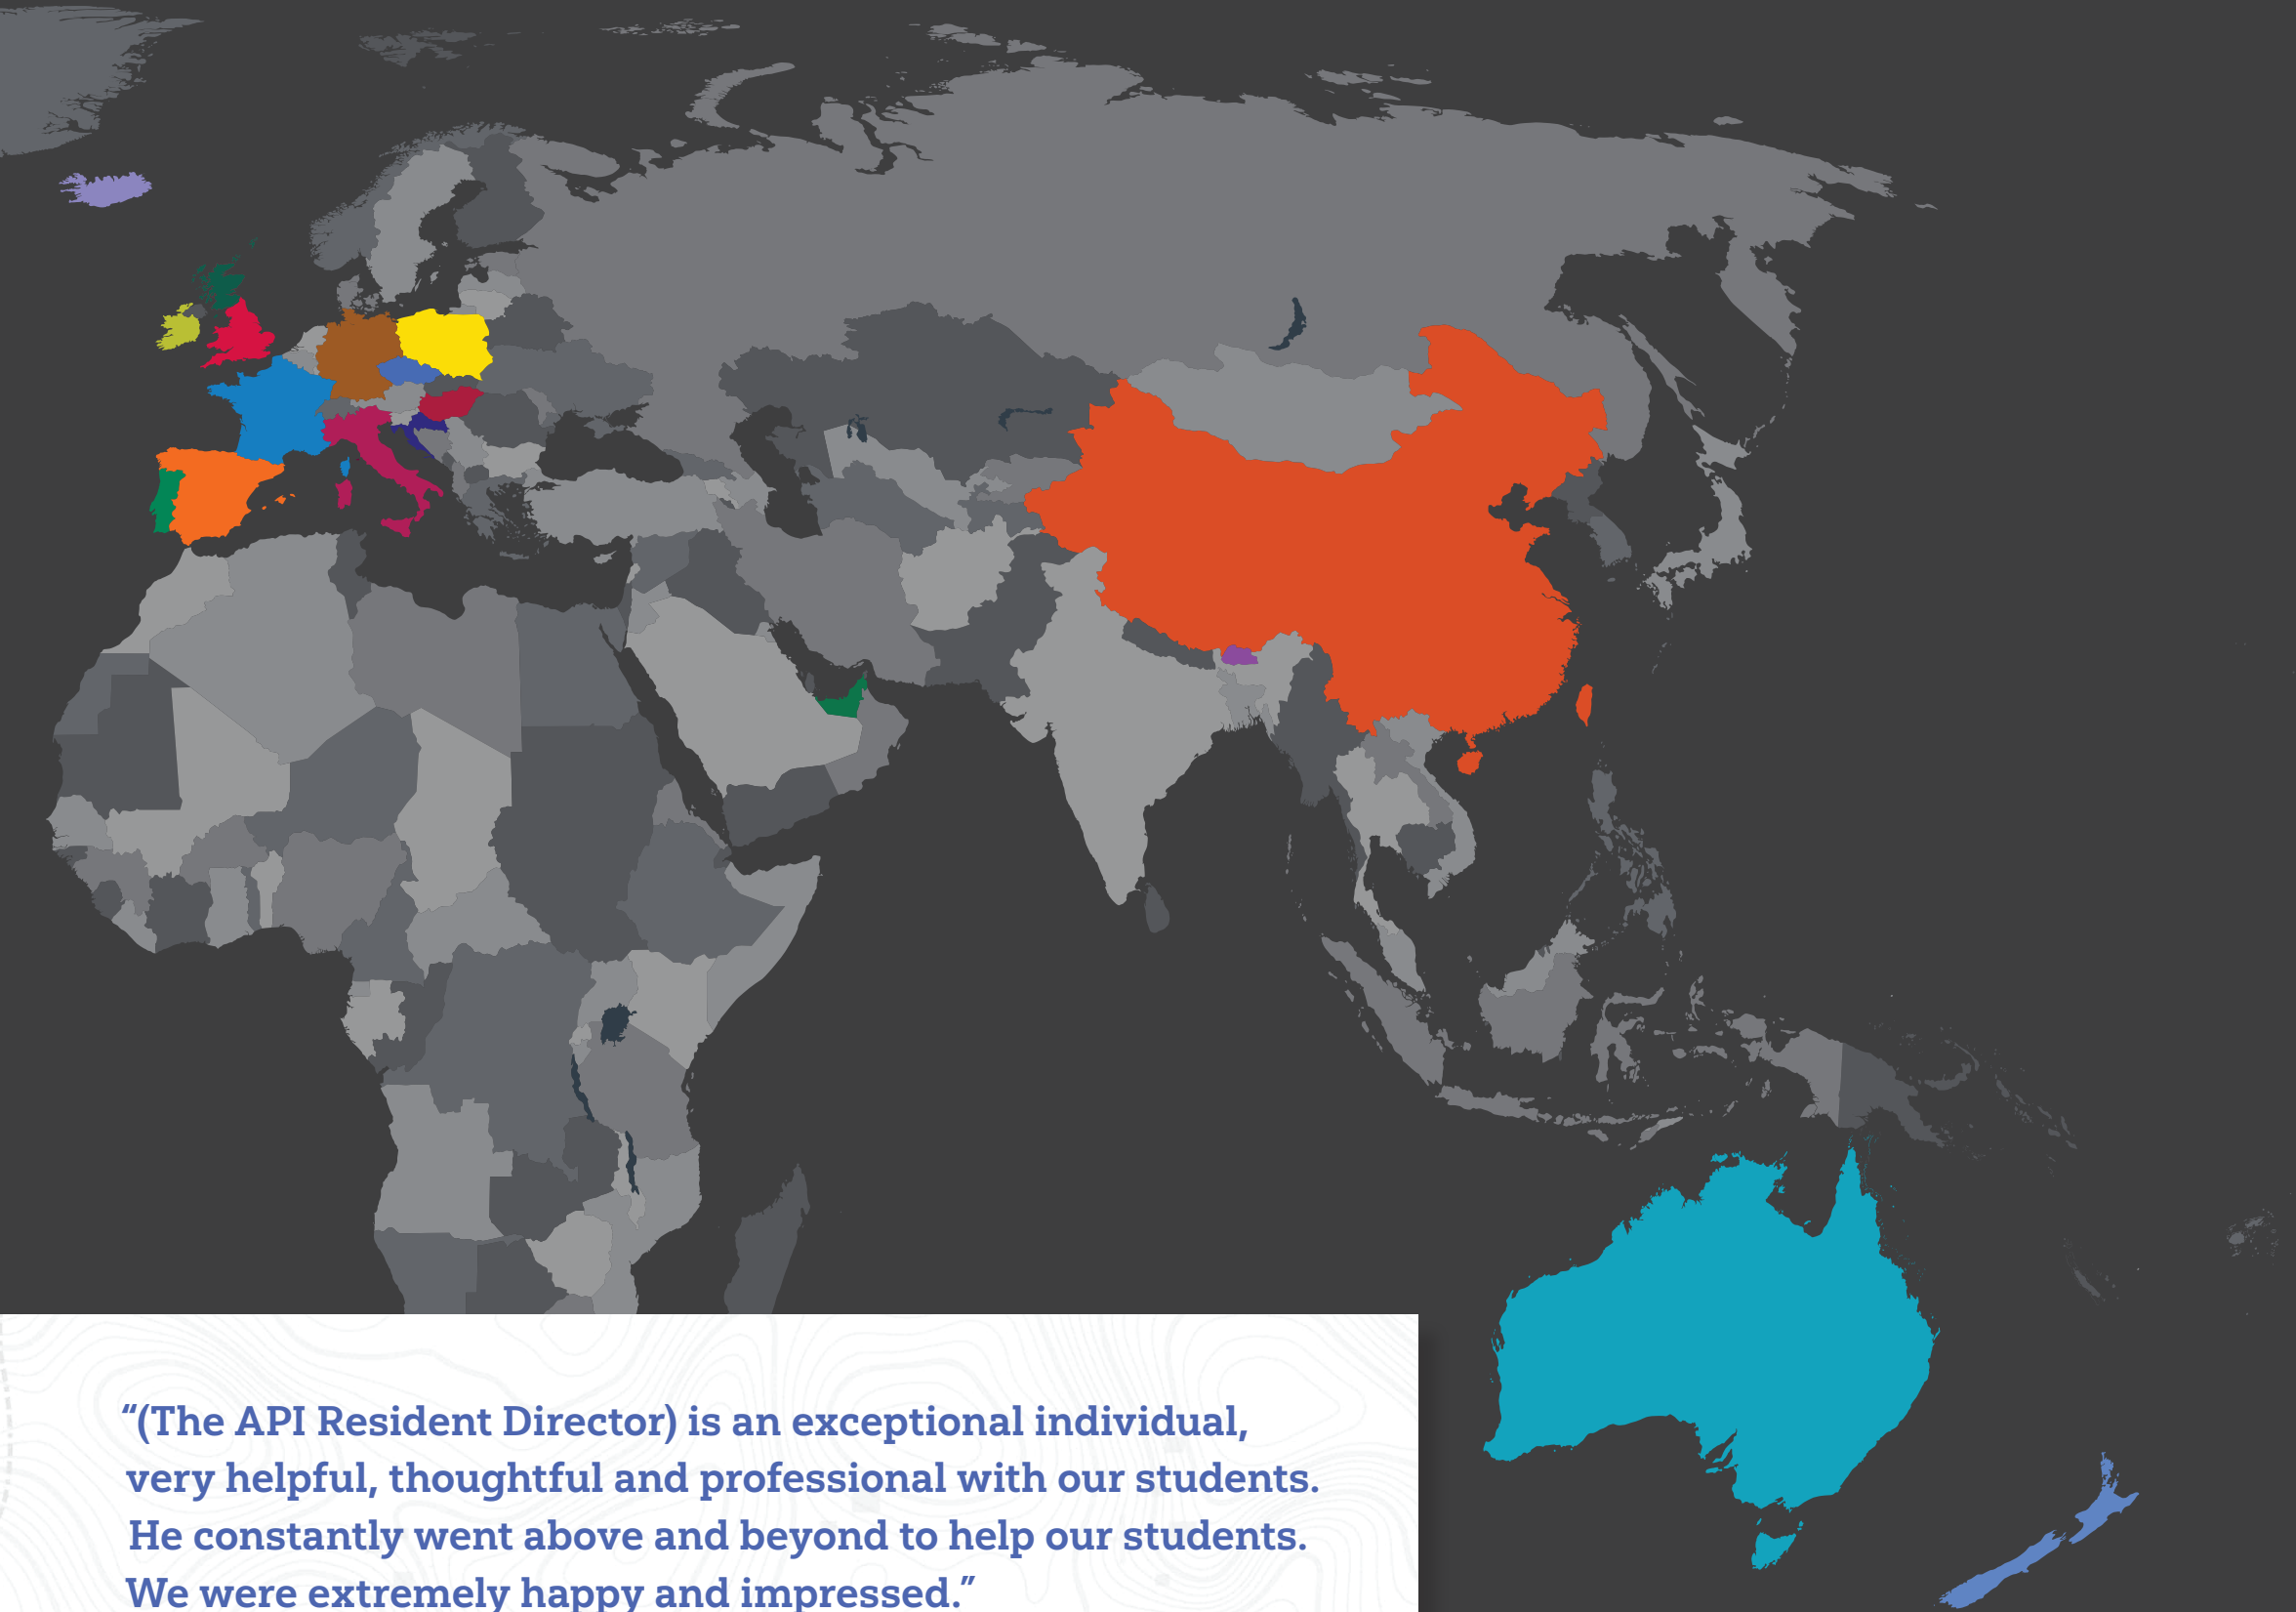 “(The API Resident Director) is an exceptional individual,
very helpful, thoughtful and professional with our students.
He constantly went above and beyond to help our students.
We were extremely happy and impressed.”